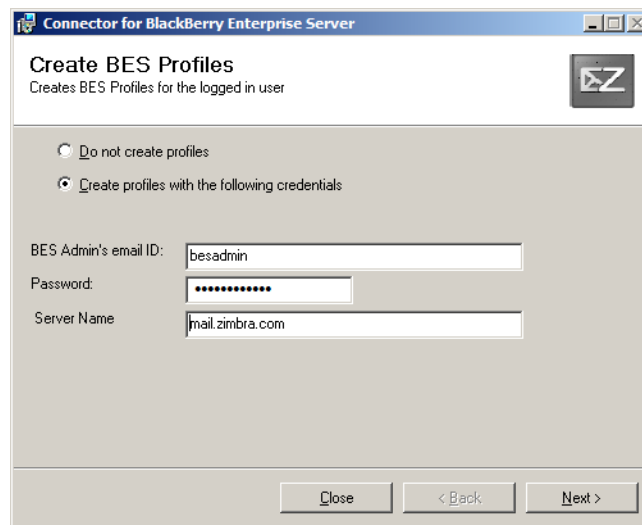 Connector for BlackBerry Enterprise Server
Create BES Profiles
Creates BES Profiles for the logged in user
Z
Do not create profiles
Create profiles with the following credentials
BES Admin's email ID: besadmin
Password: ••••••••••••
Server Name mail.zimbra.com
Close < Back Next >